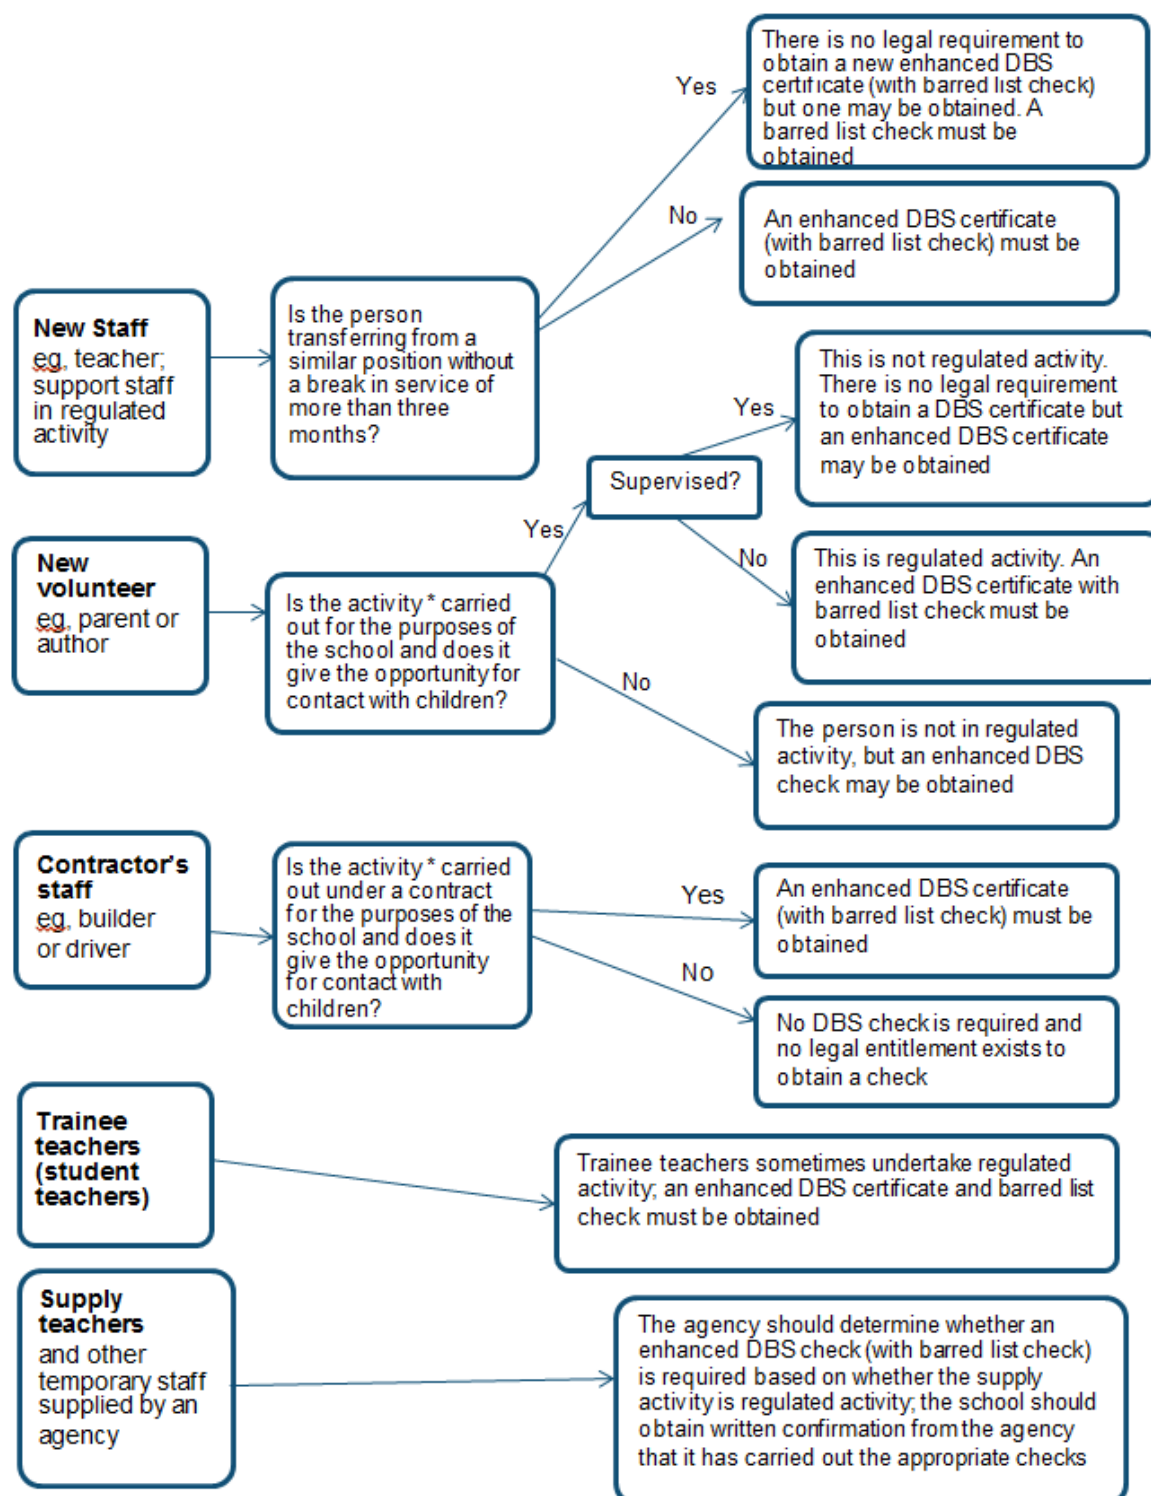 New Staff
eg, teacher;
support staff
in regulated
activity
Is the person
transferring from a
similar position without
a break in service of
more than three
months?
Yes
There is no legal requirement to
obtain a new enhanced DBS
certificate (with barred list check)
but one may be obtained. A
barred list check must be
obtained
No
An enhanced DBS certificate
(with barred list check) must be
obtained
New
volunteer
eg, parent or
author
Is the activity * carried
out for the purposes of
the school and does it
give the opportunity for
contact with children?
Yes
Supervised?
Yes
This is not regulated activity.
There is no legal requirement
to obtain a DBS certificate but
an enhanced DBS certificate
may be obtained
No
This is regulated activity. An
enhanced DBS certificate with
barred list check must be
obtained
No
The person is not in regulated
activity, but an enhanced DBS
check may be obtained
Contractor's
staff
eg, builder
or driver
Is the activity * carried
out under a contract
for the purposes of the
school and does it
give the opportunity
for contact with
children?
Yes
An enhanced DBS certificate
(with barred list check) must be
obtained
No
No DBS check is required and
no legal entitlement exists to
obtain a check
Trainee
teachers
(student
teachers)
Trainee teachers sometimes undertake regulated
activity; an enhanced DBS certificate and barred list
check must be obtained
Supply
teachers
and other
temporary staff
supplied by an
agency
The agency should determine whether an
enhanced DBS check (with barred list check)
is required based on whether the supply
activity is regulated activity; the school should
obtain written confirmation from the agency
that it has carried out the appropriate checks